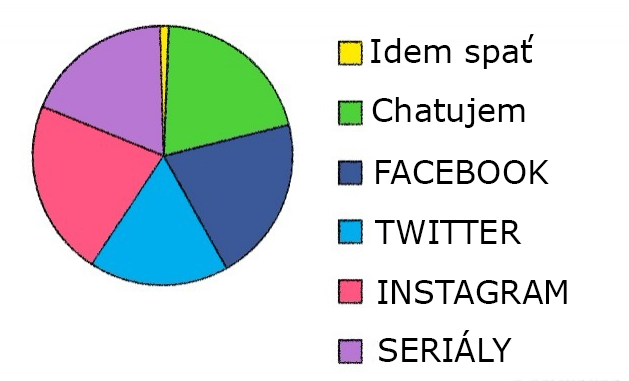 Idem spať
Chatujem
FACEBOOK
TWITTER
INSTAGRAM
SERIÁLY